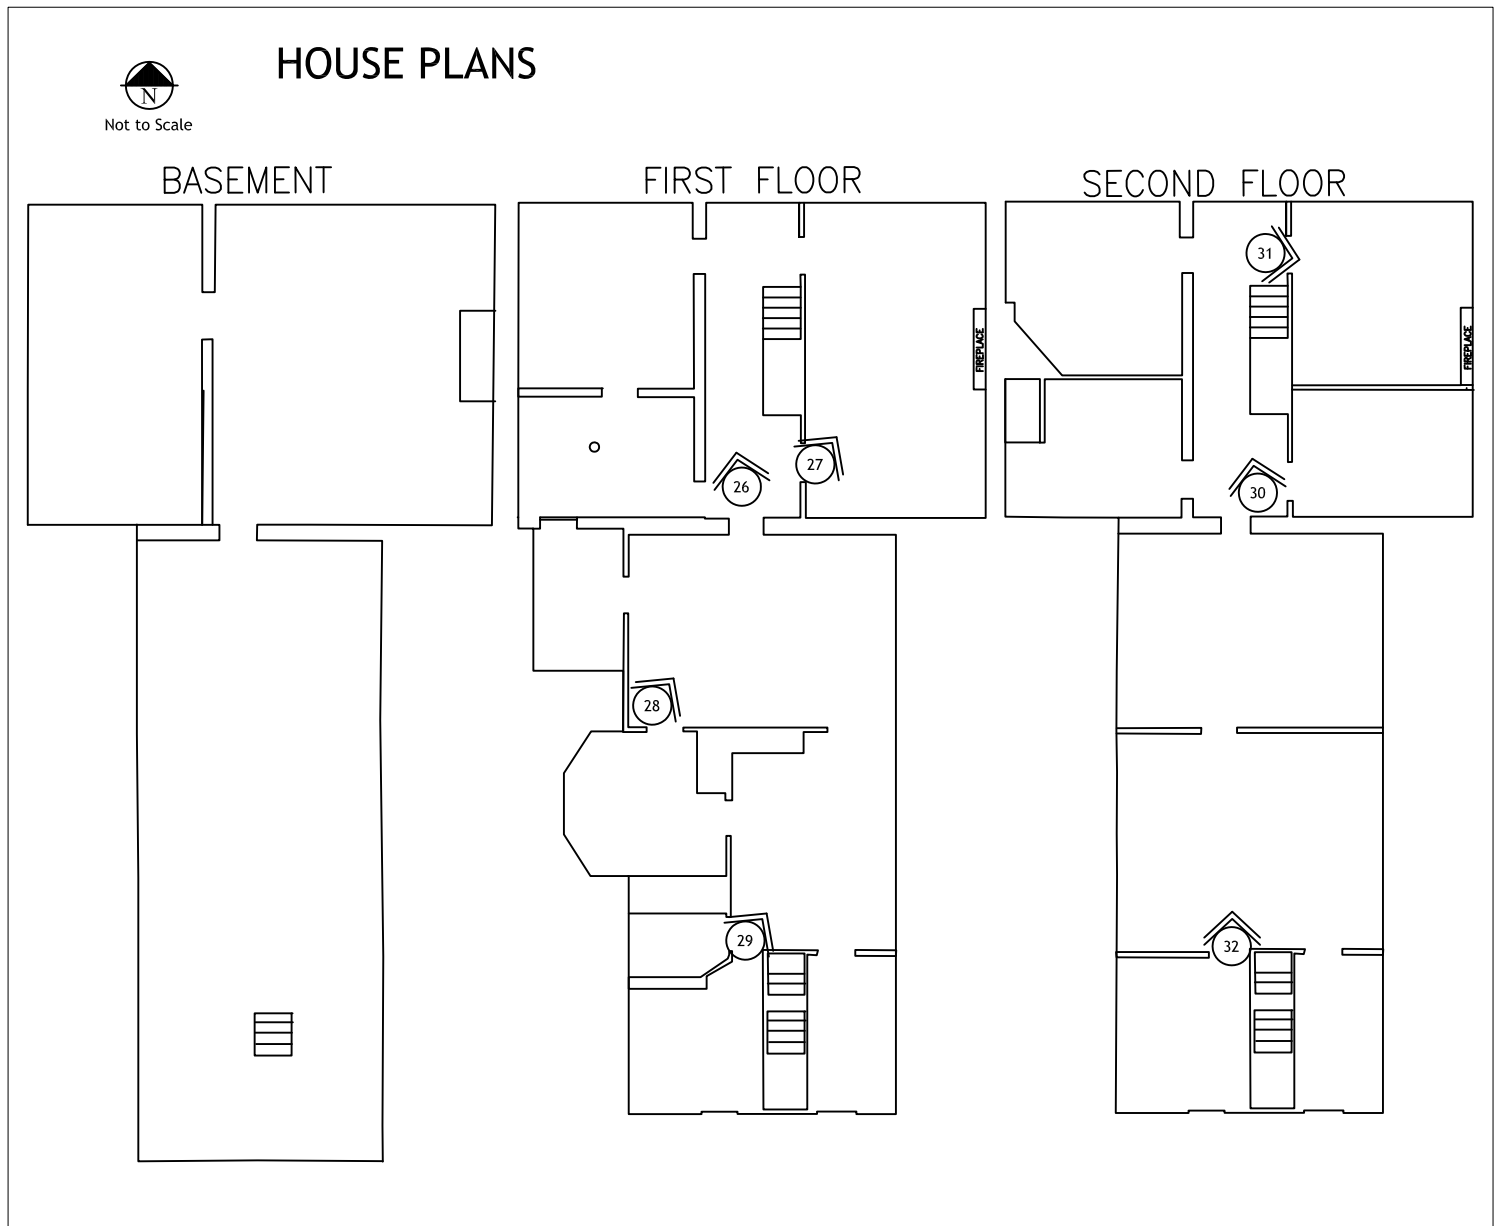 HOUSE PLANS
N
Not to Scale
BASEMENT
FIRST FLOOR
SECOND FLOOR
31
FIREPLACE
FIREPLACE
27
26
30
28
29
32